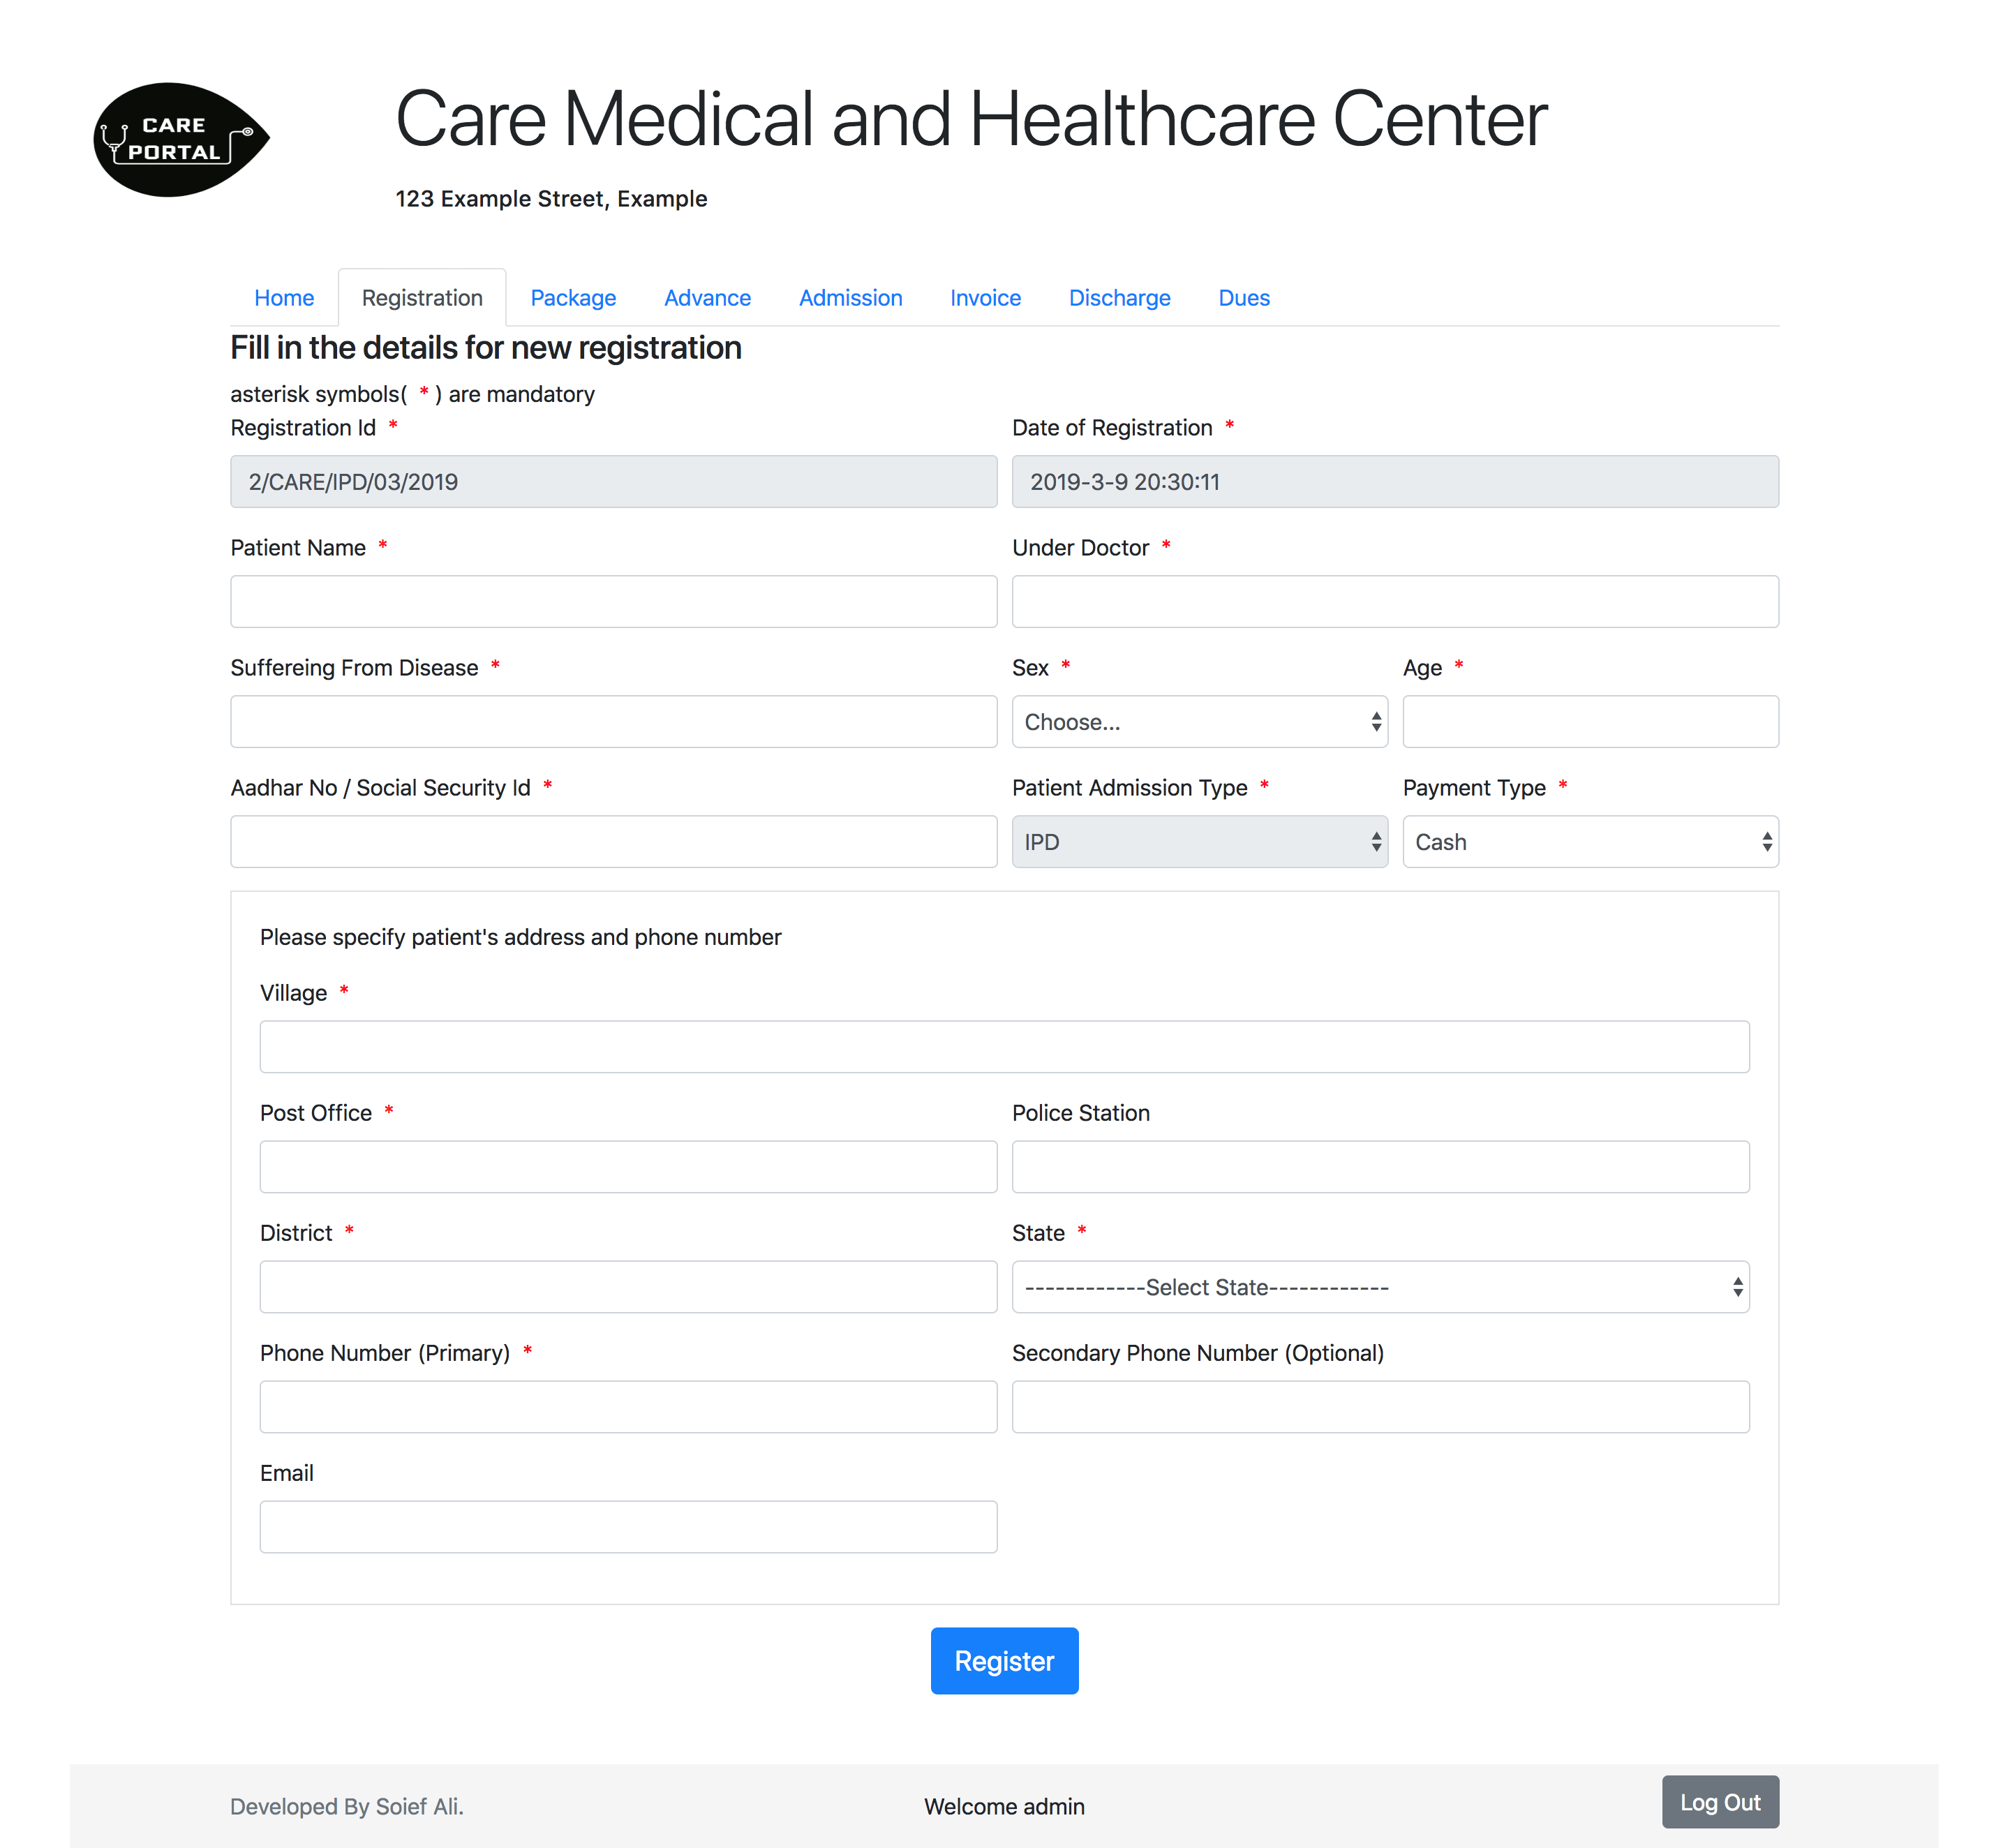 CARE
PORTAL
Care Medical and Healthcare Center
123 Example Street, Example
Home Registration Package Advance Admission Invoice Discharge Dues
Fill in the details for new registration
asterisk symbols( * ) are mandatory
Registration Id * Date of Registration *
2/CARE/IPD/03/2019 2019-3-9 20:30:11
Patient Name * Under Doctor *
Suffereing From Disease * Sex * Age *
Choose...
Aadhar No / Social Security Id * Patient Admission Type * Payment Type *
IPD Cash
Please specify patient's address and phone number
Village *
Post Office * Police Station
District * State *
------------Select State------------
Phone Number (Primary) * Secondary Phone Number (Optional)
Email
Register
Developed By Soief Ali. Welcome admin Log Out